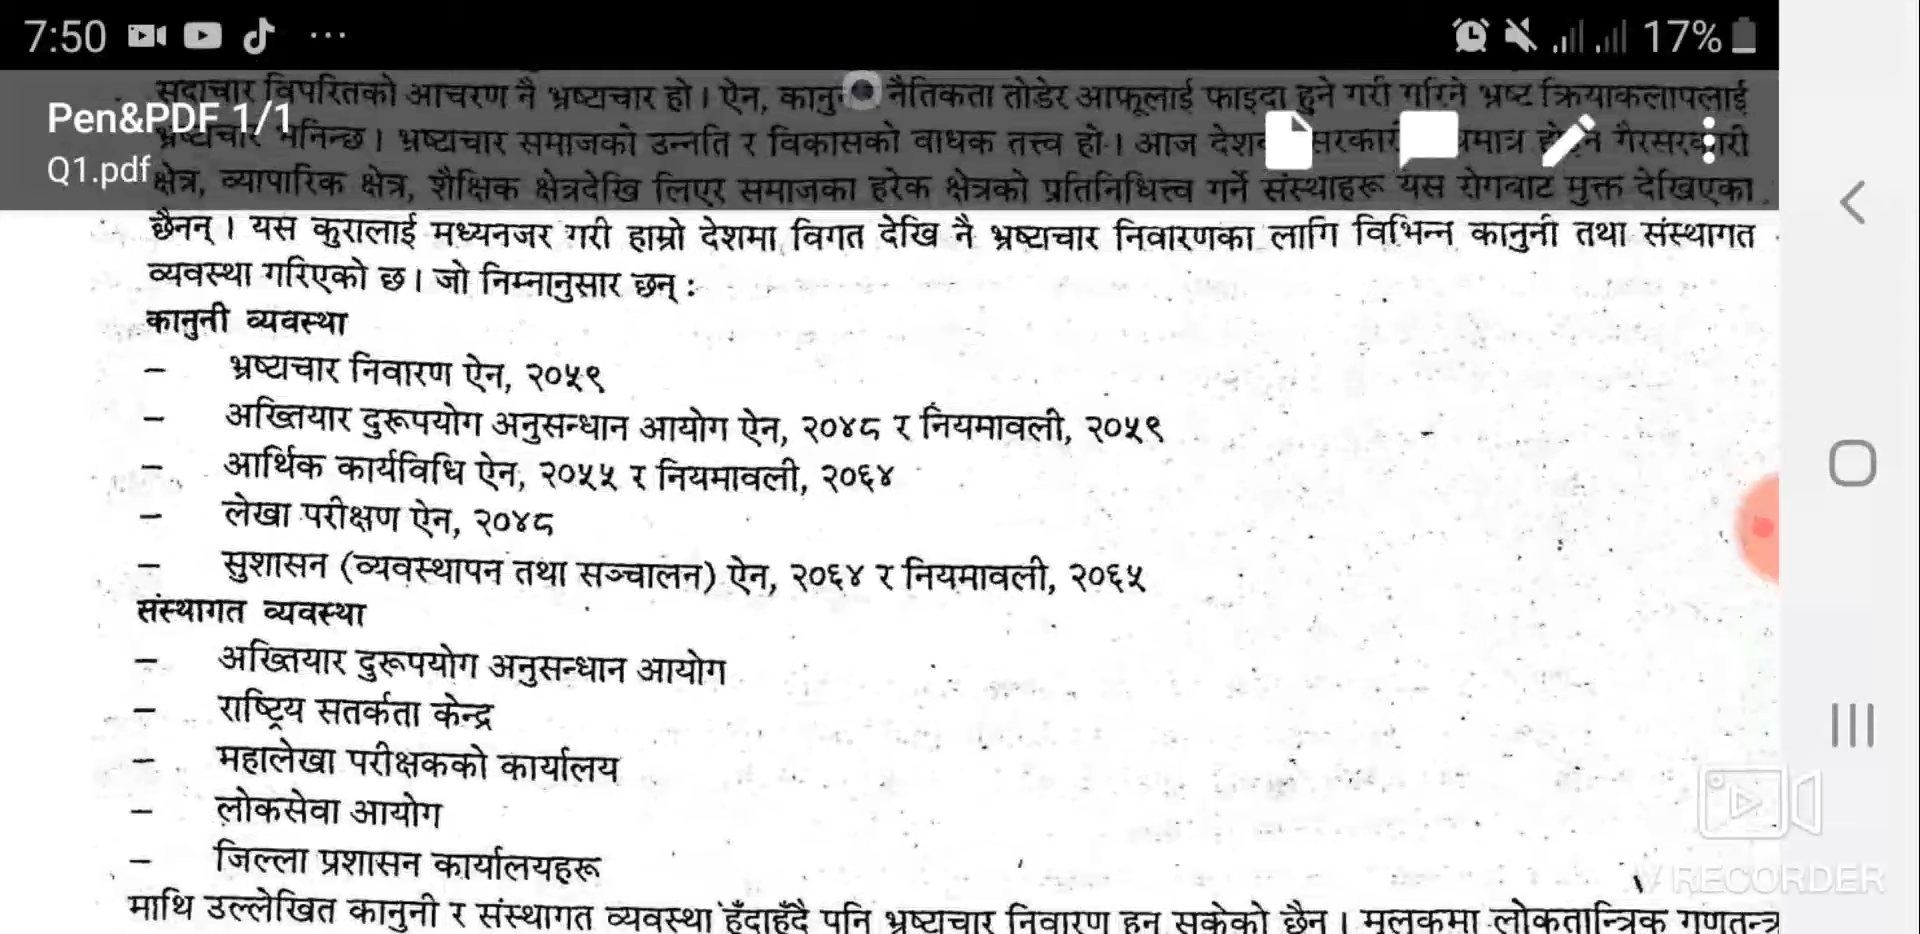 7:50 ... 17%
सदाचार विपरितको आचरण नै भ्रष्टाचार हो। ऐन, नैतिकता तोडेर आफूलाई फाइदा हुने गरी गरिने भ्रष्ट क्रियाकलापलाई
Pen&PDF 1/1
भ्रष्टाचार भनिन्छ। भ्रष्टाचार समाजको उन्नति र विकासको वाधक तत्त्व हो। आज
Q1.pdf
क्षेत्र, व्यापारिक क्षेत्र, शैक्षिक क्षेत्रदेखि लिएर समाजका हरेक क्षेत्रको प्रतिनिधित्त्व गर्ने संस्थाहरू यस रोगबाट मुक्त देखिएका
छैनन्। यस कुरालाई मध्यनजर गरी हाम्रो देशमा विगत देखि नै भ्रष्टाचार निवारणका लागि विभिन्न कानुनी तथा संस्थागत
व्यवस्था गरिएको छ। जो निम्नानुसार छन् :
कानुनी व्यवस्था
– भ्रष्टाचार निवारण ऐन, २०५९
– अख्तियार दुरूपयोग अनुसन्धान आयोग ऐन, २०४८ र नियमावली, २०५९
– आर्थिक कार्यविधि ऐन, २०५५ र नियमावली, २०६४
– लेखा परीक्षण ऐन, २०४८
– सुशासन (व्यवस्थापन तथा सञ्चालन) ऐन, २०६४ र नियमावली, २०६५
संस्थागत व्यवस्था
– अख्तियार दुरूपयोग अनुसन्धान आयोग
– राष्ट्रिय सतर्कता केन्द्र
– महालेखा परीक्षकको कार्यालय
– लोकसेवा आयोग
– जिल्ला प्रशासन कार्यालयहरू
V RECORDER
माथि उल्लेखित कानुनी र संस्थागत व्यवस्था हुँदाहुँदै पनि भ्रष्टाचार निवारण हुन सकेको छैन। मुलुकमा लोकतान्त्रिक गणतन्त्र